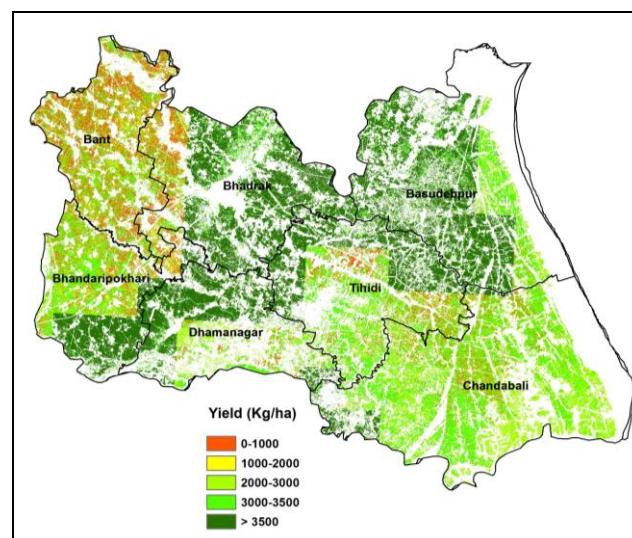 Bant
Bhadrak
Basudebpur
Bhandaripokhari
Tihidi
Dhamanagar
Chandabali
Yield (Kg/ha)
0-1000
1000-2000
2000-3000
3000-3500
> 3500